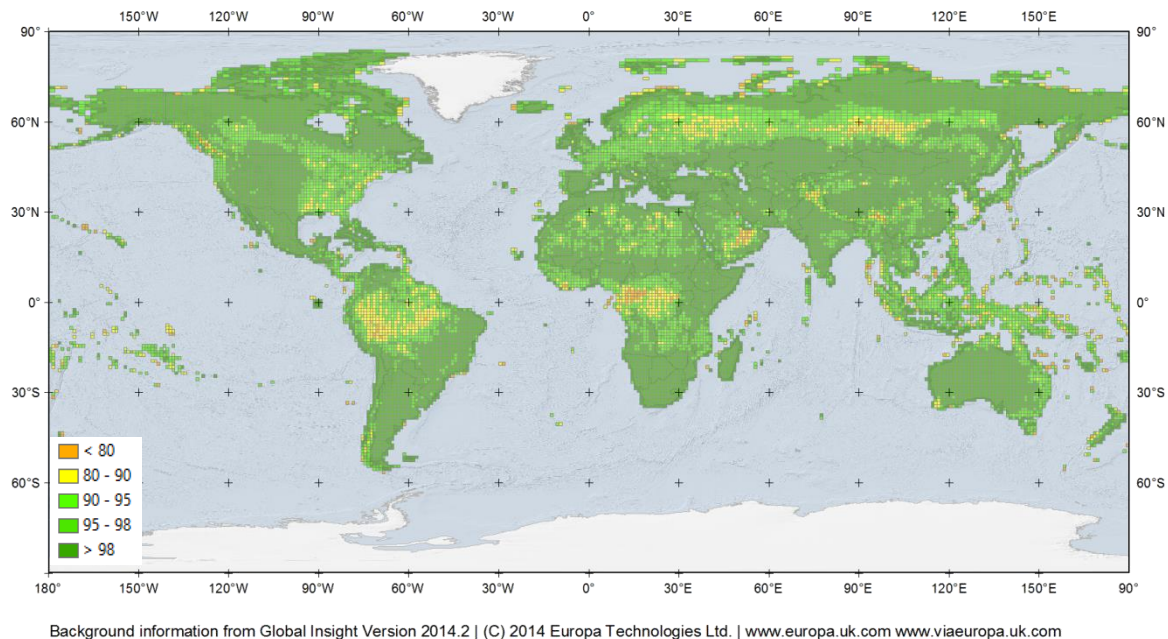 90° 150°W 120°W 90°W 60°W 30°W 0° 30°E 60°E 90°E 120°E 150°E 90°
60°N 60°N
30°N 30°N
0° 0°
30°S 30°S
< 80
80 - 90
60°S 60°S
90 - 95
95 - 98
> 98
180° 150°W 120°W 90°W 60°W 30°W 0° 30°E 60°E 90°E 120°E 150°E 90°
Background information from Global Insight Version 2014.2 | (C) 2014 Europa Technologies Ltd. | www.europa.uk.com www.viaeuropa.uk.com